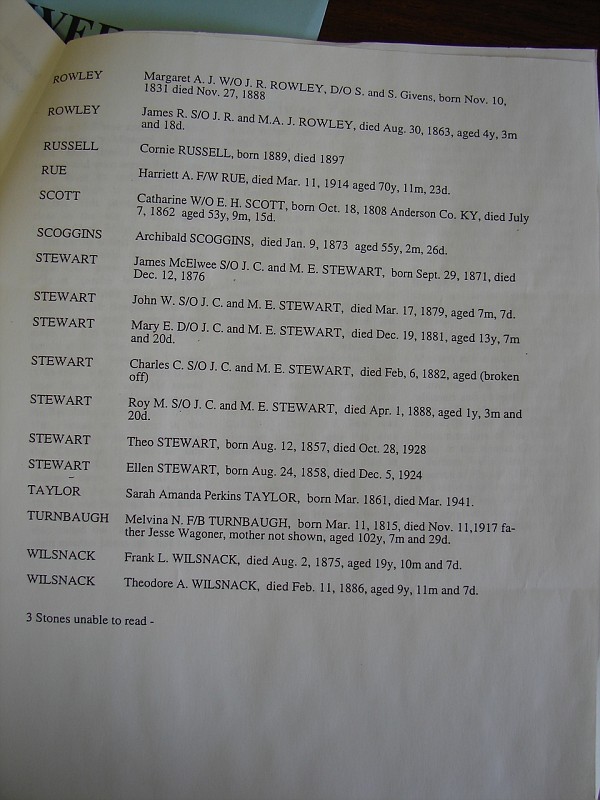 ROWLEY Margaret A. J. W/O J. R. ROWLEY, D/O S. and S. Givens, born Nov. 10,
1831 died Nov. 27, 1888
ROWLEY James R. S/O J. R. and M.A. J. ROWLEY, died Aug. 30, 1863, aged 4y, 3m
and 18d.
RUSSELL Cornie RUSSELL, born 1889, died 1897
RUE Harriett A. F/W RUE, died Mar. 11, 1914 aged 70y, 11m, 23d.
SCOTT Catharine W/O E. H. SCOTT, born Oct. 18, 1808 Anderson Co. KY, died July
7, 1862 aged 53y, 9m, 15d.
SCOGGINS Archibald SCOGGINS, died Jan. 9, 1873 aged 55y, 2m, 26d.
STEWART James McElwee S/O J. C. and M. E. STEWART, born Sept. 29, 1871, died
Dec. 12, 1876
STEWART John W. S/O J. C. and M. E. STEWART, died Mar. 17, 1879, aged 7m, 7d.
STEWART Mary E. D/O J. C. and M. E. STEWART, died Dec. 19, 1881, aged 13y, 7m
and 20d.
STEWART Charles C. S/O J. C. and M. E. STEWART, died Feb, 6, 1882, aged (broken
off)
STEWART Roy M. S/O J. C. and M. E. STEWART, died Apr. 1, 1888, aged 1y, 3m and
20d.
STEWART Theo STEWART, born Aug. 12, 1857, died Oct. 28, 1928
STEWART Ellen STEWART, born Aug. 24, 1858, died Dec. 5, 1924
TAYLOR Sarah Amanda Perkins TAYLOR, born Mar. 1861, died Mar. 1941.
TURNBAUGH Melvina N. F/B TURNBAUGH, born Mar. 11, 1815, died Nov. 11,1917 fa-
ther Jesse Wagoner, mother not shown, aged 102y, 7m and 29d.
WILSNACK Frank L. WILSNACK, died Aug. 2, 1875, aged 19y, 10m and 7d.
WILSNACK Theodore A. WILSNACK, died Feb. 11, 1886, aged 9y, 11m and 7d.
3 Stones unable to read -